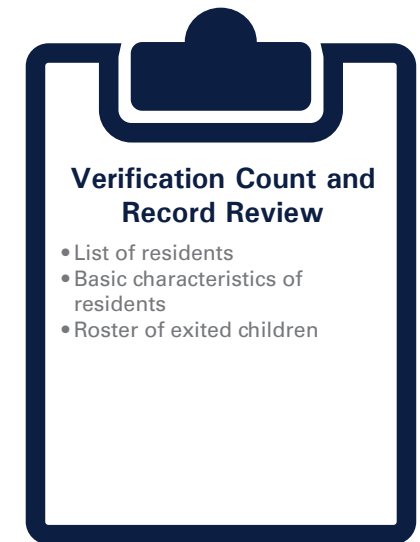 Verification Count and
Record Review
• List of residents
• Basic characteristics of
residents
• Roster of exited children